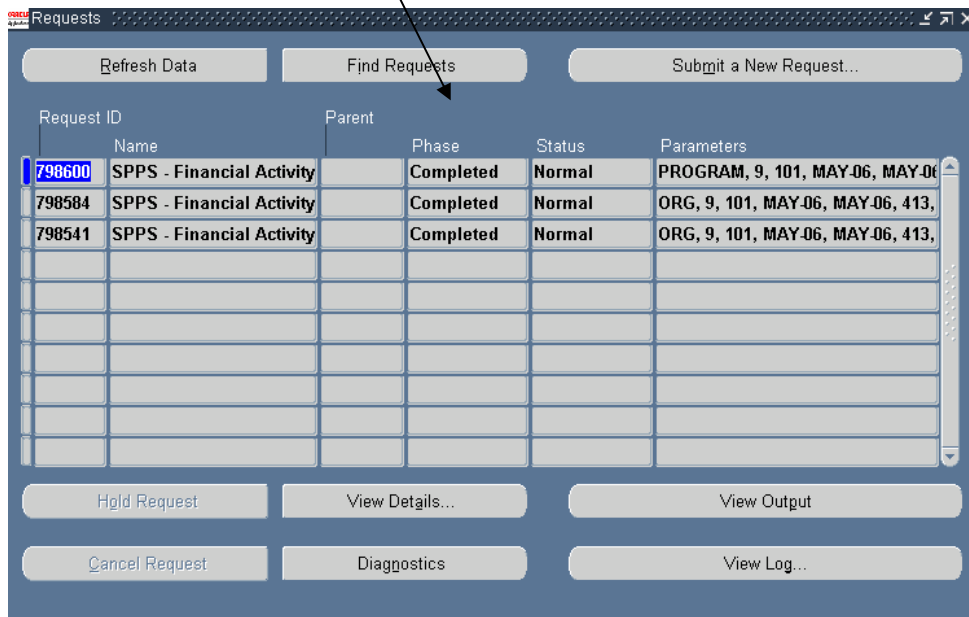 Requests
Refresh Data Find Requests Submit a New Request...
Request ID Parent
Name Phase Status Parameters
798600 SPPS - Financial Activity Completed Normal PROGRAM, 9, 101, MAY-06, MAY-06
798584 SPPS - Financial Activity Completed Normal ORG, 9, 101, MAY-06, MAY-06, 413,
798541 SPPS - Financial Activity Completed Normal ORG, 9, 101, MAY-06, MAY-06, 413,
Hold Request View Details... View Output
Cancel Request Diagnostics View Log...